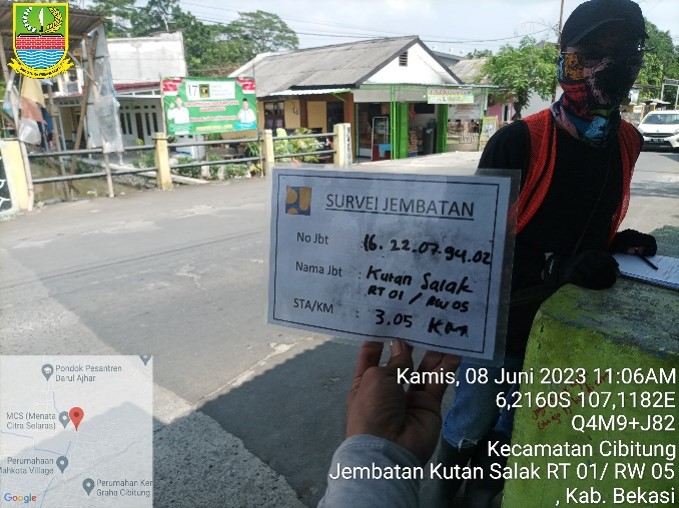 SURVEI JEMBATAN
No Jbt : 16.22.07.94.02
Nama Jbt : Kutan Salak
RT 01 / RW 05
STA/KM : 3.05 KM
Kamis, 08 Juni 2023 11:06AM
6,2160S 107,1182E
Q4M9+J82
Kecamatan Cibitung
Jembatan Kutan Salak RT 01/ RW 05
, Kab. Bekasi
Pondok Pesantren
Darul Ajhar
MCS (Menata
Citra Selaras)
Perumahaan
Mahkota Village
Perumahan Ker
Graha Cibitung
Google